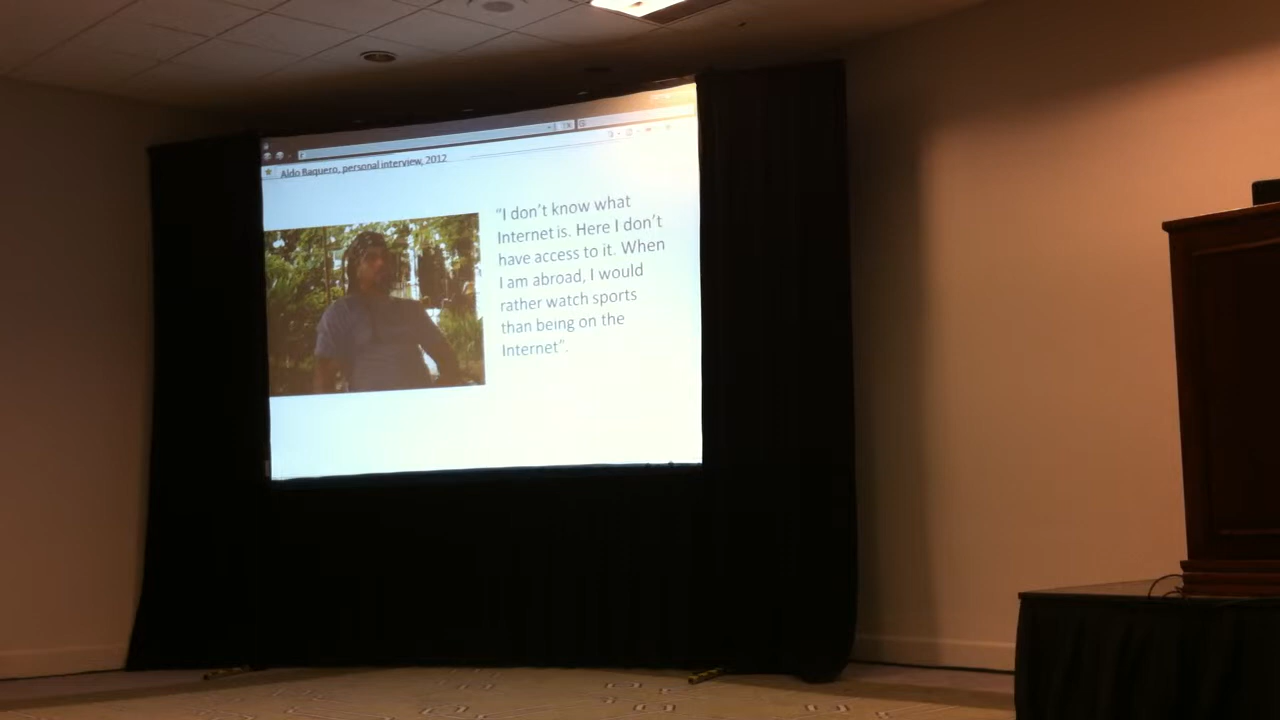 Aldo Baquero, personal interview, 2012
“I don’t know what
Internet is. Here I don’t
have access to it. When
I am abroad, I would
rather watch sports
than being on the
Internet”.